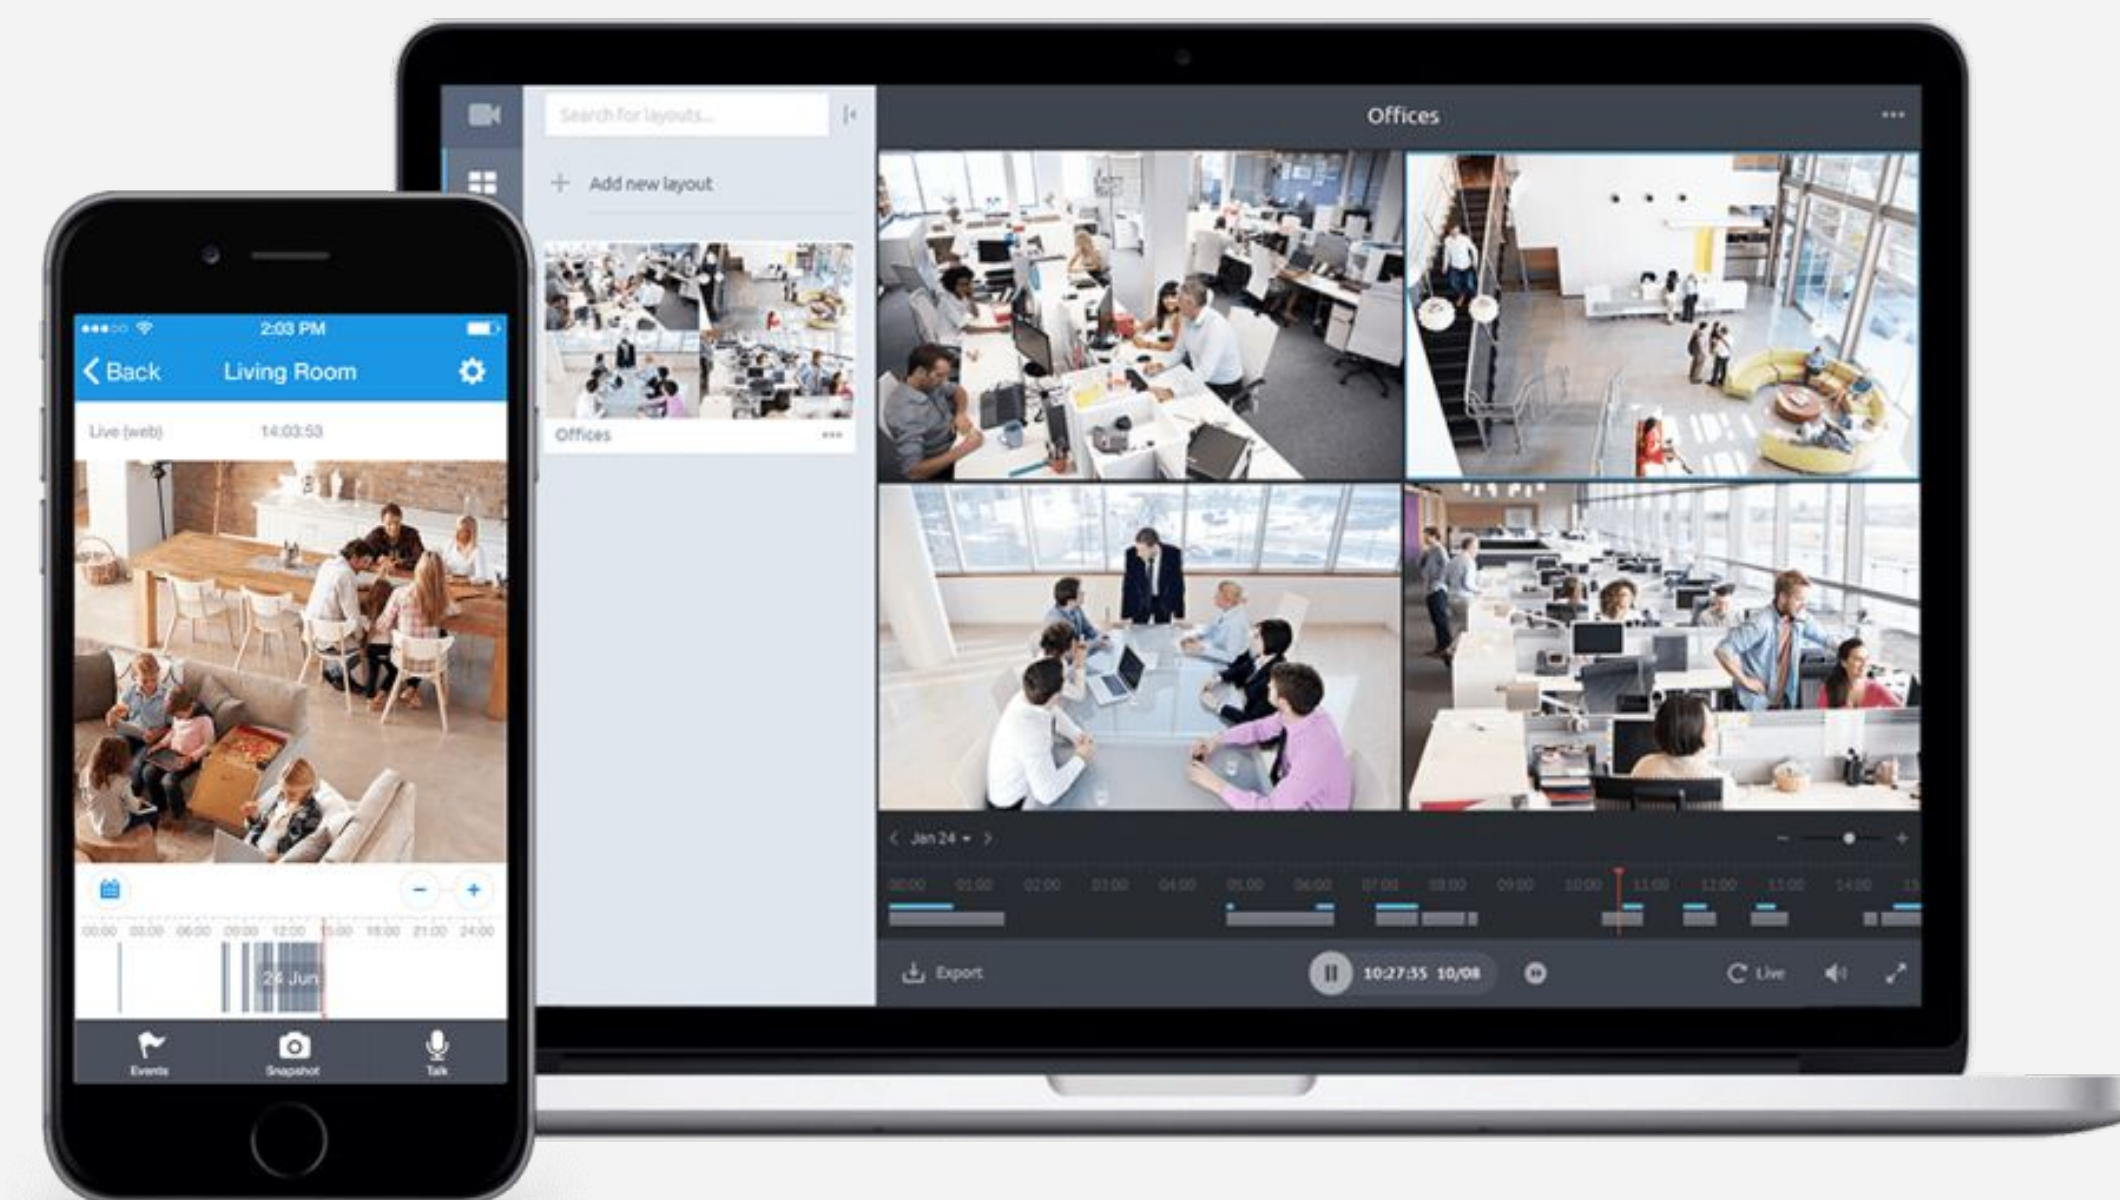 2:03 PM
Back
Living Room
Live (web)
14:03:53
00:00 03:00 06:00 09:00 12:00 15:00 18:00 21:00 24:00
24 Jun
Events
Snapshot
Talk
Search for layouts...
Add new layout
Offices
Offices
Jan 24
00:00 01:00 02:00 03:00 04:00 05:00 06:00 07:00 08:00 09:00 10:00 11:00 12:00 13:00 14:00 15
Export
10:27:55 10/08
Live